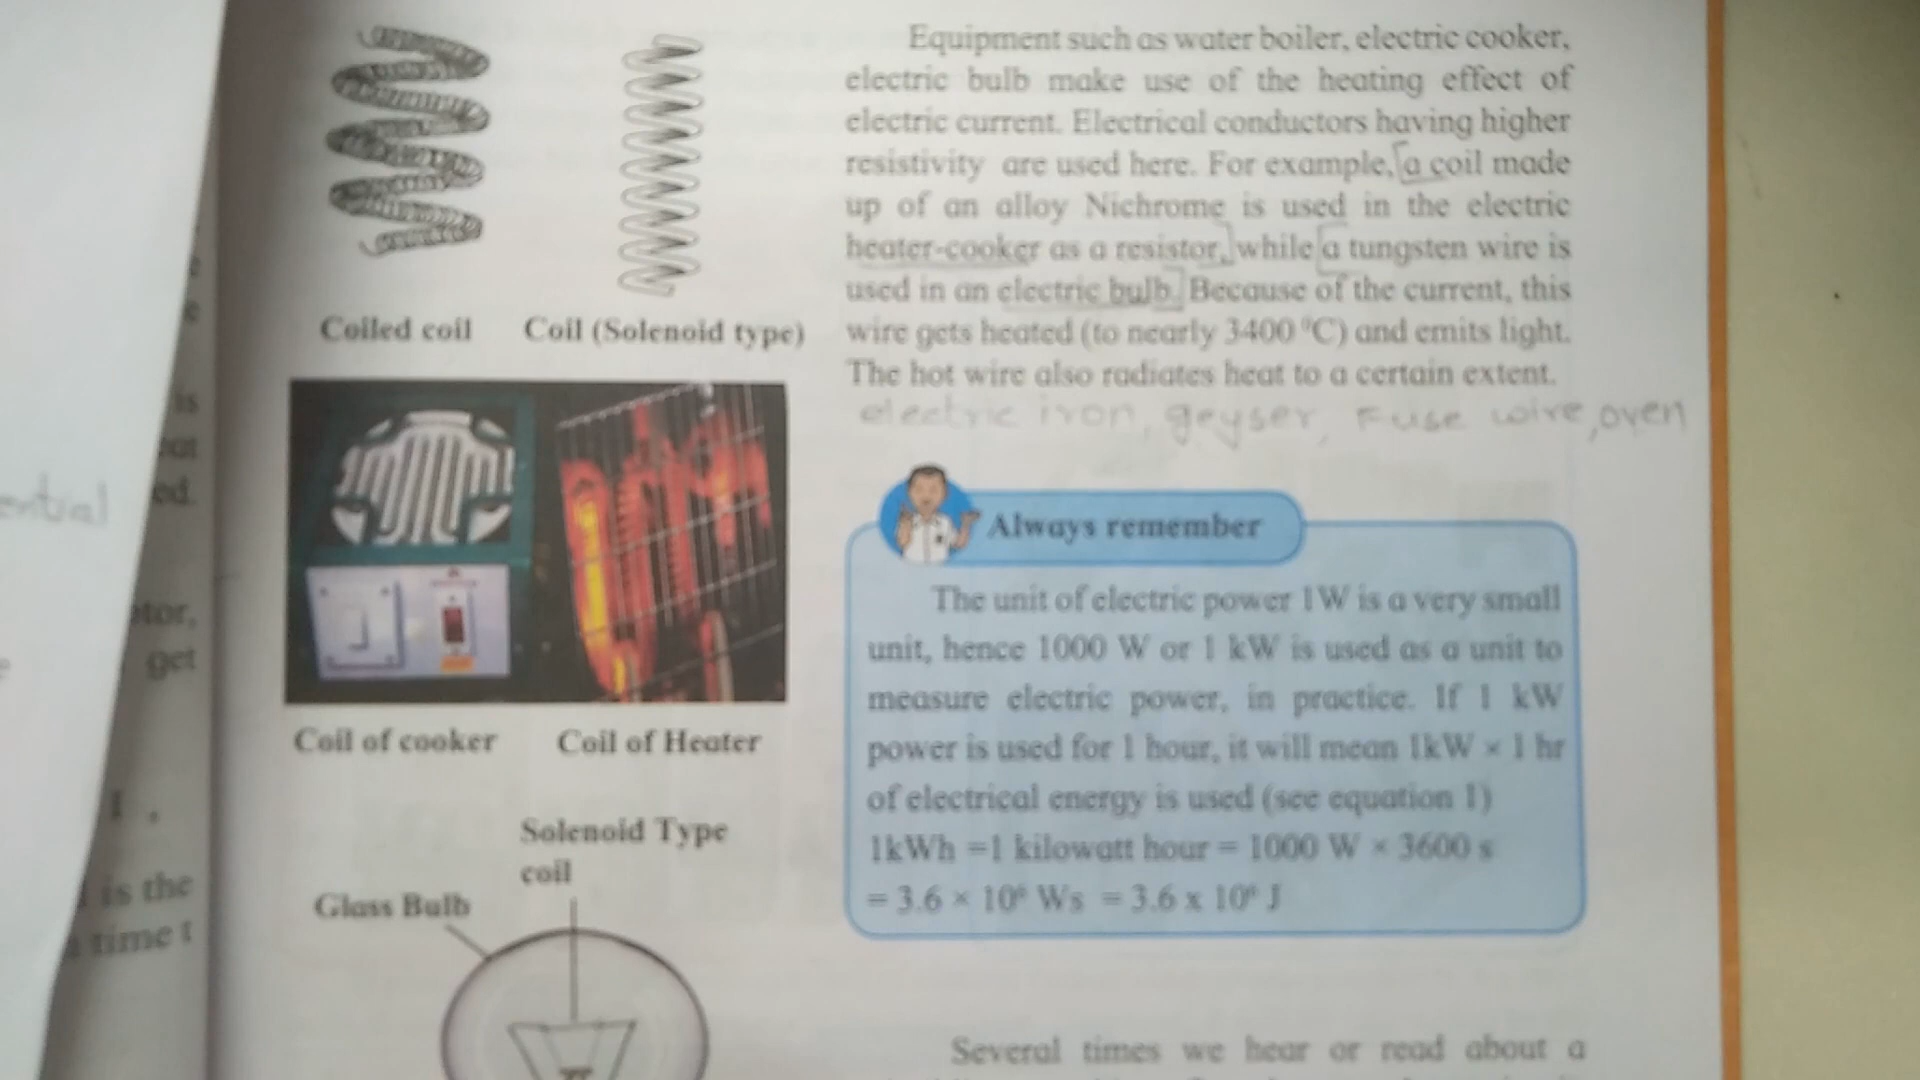 Coiled coil
Coil (Solenoid type)
Coil of cooker
Coil of Heater
Solenoid Type
coil
Glass Bulb
Equipment such as water boiler, electric cooker,
electric bulb make use of the heating effect of
electric current. Electrical conductors having higher
resistivity are used here. For example, a coil made
up of an alloy Nichrome is used in the electric
heater-cooker as a resistor, while a tungsten wire is
used in an electric bulb. Because of the current, this
wire gets heated (to nearly 3400 °C) and emits light.
The hot wire also radiates heat to a certain extent.
electric iron, geyser, Fuse wire, oven
Always remember
The unit of electric power 1W is a very small
unit, hence 1000 W or 1 kW is used as a unit to
measure electric power, in practice. If 1 kW
power is used for 1 hour, it will mean 1kW × 1 hr
of electrical energy is used (see equation 1)
1kWh =1 kilowatt hour = 1000 W × 3600 s
= 3.6 × 10⁶ Ws = 3.6 x 10⁶ J
Several times we hear or read about a
is
ed.
get
is the
time t